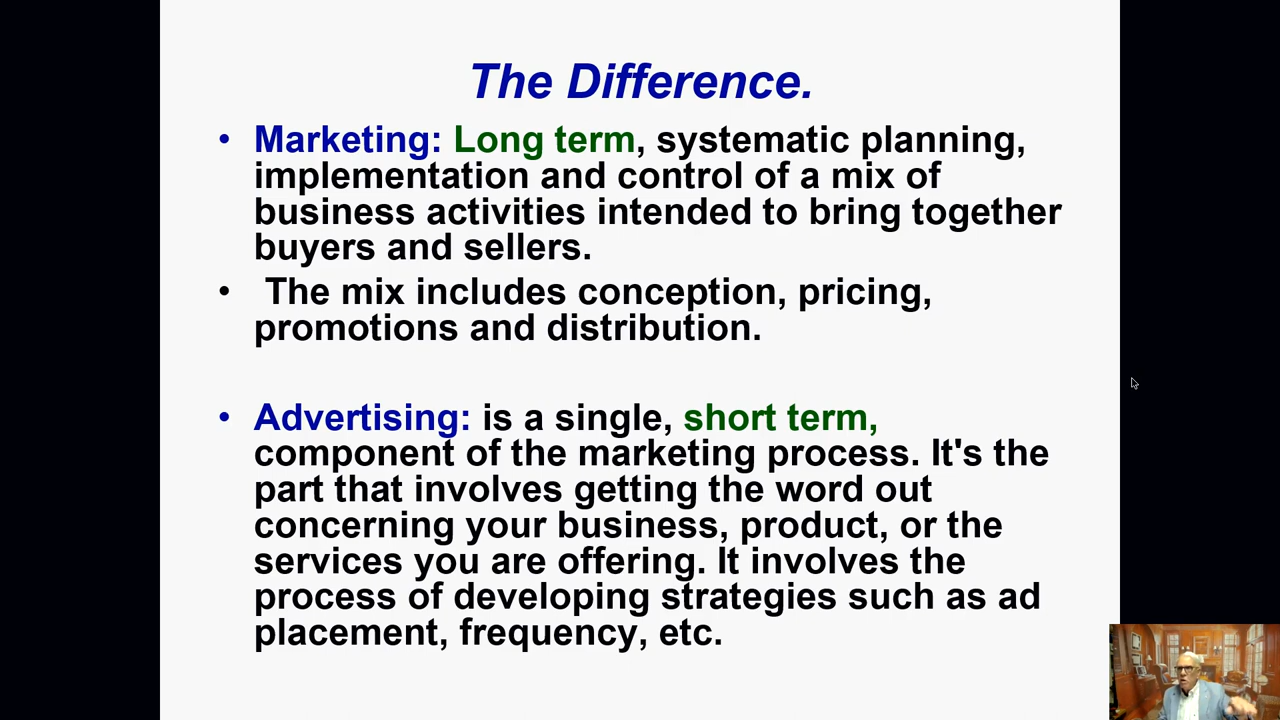 The Difference.
• Marketing: Long term, systematic planning,
implementation and control of a mix of
business activities intended to bring together
buyers and sellers.
• The mix includes conception, pricing,
promotions and distribution.
• Advertising: is a single, short term,
component of the marketing process. It's the
part that involves getting the word out
concerning your business, product, or the
services you are offering. It involves the
process of developing strategies such as ad
placement, frequency, etc.